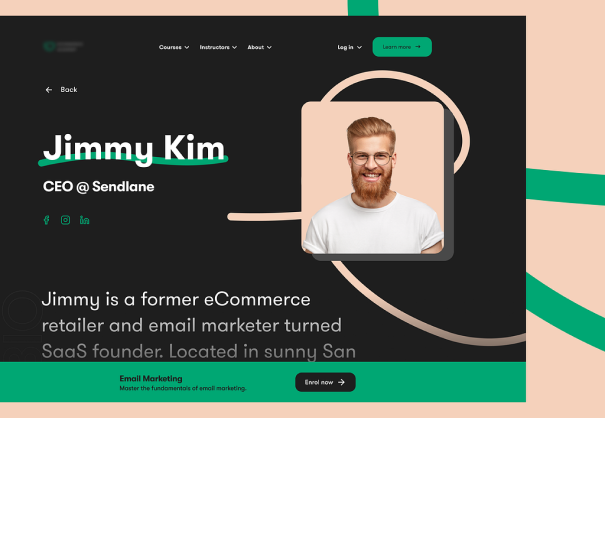 Courses Instructors About Log in Learn more
Back
Jimmy Kim
CEO @ Sendlane
Jimmy is a former eCommerce
retailer and email marketer turned
SaaS founder. Located in sunny San
Email Marketing
Master the fundamentals of email marketing.
Enrol now